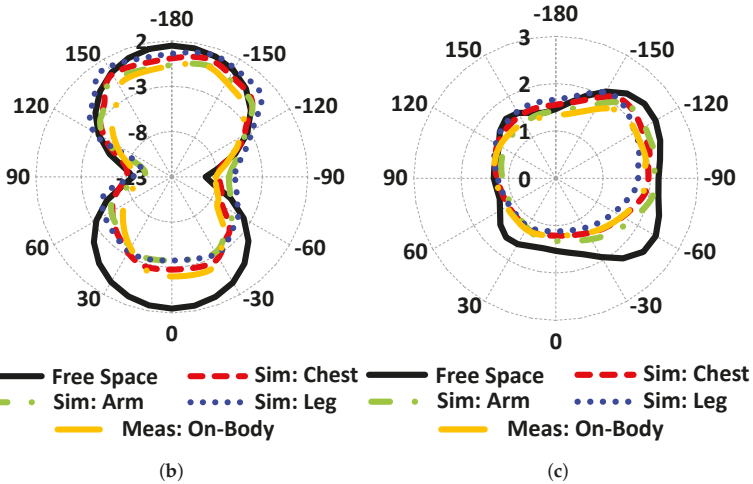 -180
150
-150
2
-3
120
-120
-8
90
-13
-90
60
-60
30
-30
0
Free Space
Sim: Chest
Sim: Arm
Sim: Leg
Meas: On-Body
(b)
-180
3
150
-150
2
120
-120
1
90
0
-90
60
-60
30
-30
0
Free Space
Sim: Chest
Sim: Arm
Sim: Leg
Meas: On-Body
(c)